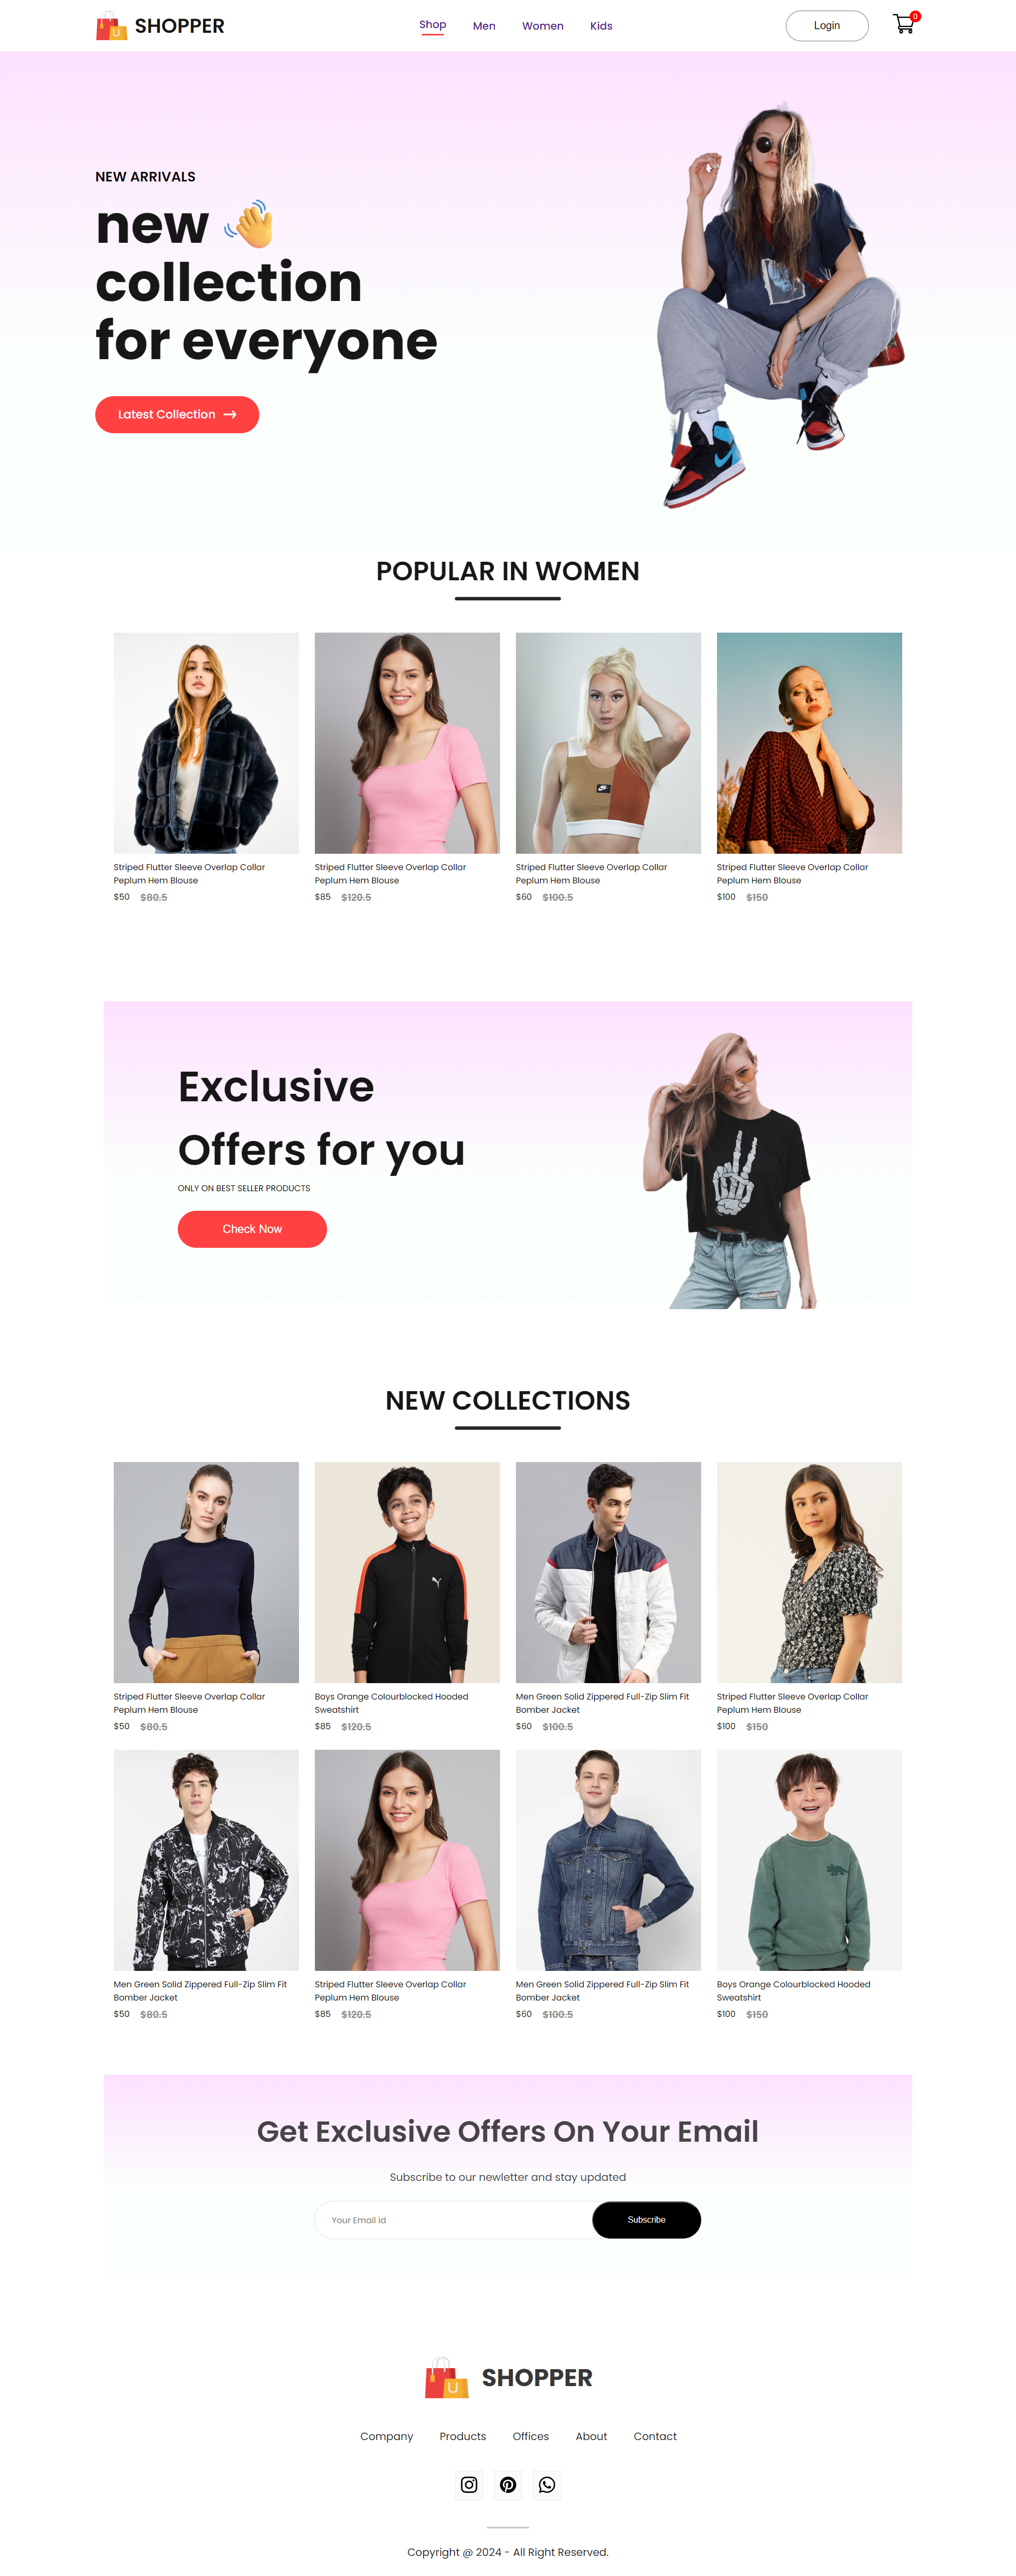 SHOPPER
Shop
Men
Women
Kids
Login
0
NEW ARRIVALS
new
collection
for everyone
Latest Collection
POPULAR IN WOMEN
Striped Flutter Sleeve Overlap Collar
Peplum Hem Blouse
$50 $80.5
Striped Flutter Sleeve Overlap Collar
Peplum Hem Blouse
$85 $120.5
Striped Flutter Sleeve Overlap Collar
Peplum Hem Blouse
$60 $100.5
Striped Flutter Sleeve Overlap Collar
Peplum Hem Blouse
$100 $150
Exclusive
Offers for you
ONLY ON BEST SELLER PRODUCTS
Check Now
NEW COLLECTIONS
Striped Flutter Sleeve Overlap Collar
Peplum Hem Blouse
$50 $80.5
Boys Orange Colourblocked Hooded
Sweatshirt
$85 $120.5
Men Green Solid Zippered Full-Zip Slim Fit
Bomber Jacket
$60 $100.5
Striped Flutter Sleeve Overlap Collar
Peplum Hem Blouse
$100 $150
Men Green Solid Zippered Full-Zip Slim Fit
Bomber Jacket
$50 $80.5
Striped Flutter Sleeve Overlap Collar
Peplum Hem Blouse
$85 $120.5
Men Green Solid Zippered Full-Zip Slim Fit
Bomber Jacket
$60 $100.5
Boys Orange Colourblocked Hooded
Sweatshirt
$100 $150
Get Exclusive Offers On Your Email
Subscribe to our newletter and stay updated
Your Email id
Subscribe
SHOPPER
Company
Products
Offices
About
Contact
Copyright @ 2024 - All Right Reserved.